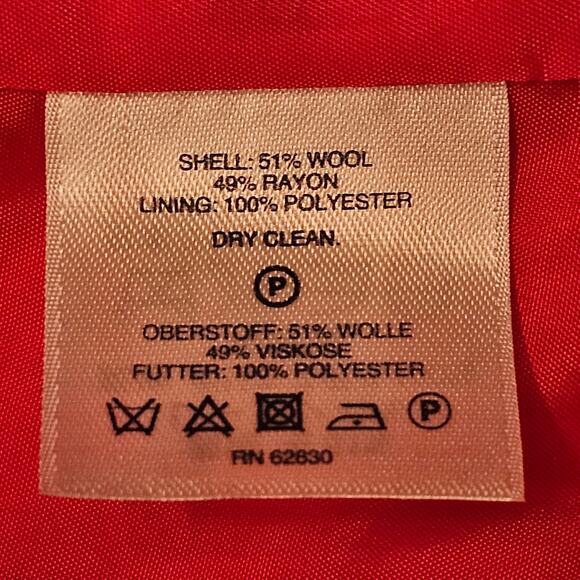 SHELL: 51% WOOL
49% RAYON
LINING: 100% POLYESTER
DRY CLEAN.
P
OBERSTOFF: 51% WOLLE
49% VISKOSE
FUTTER: 100% POLYESTER
P
RN 62830